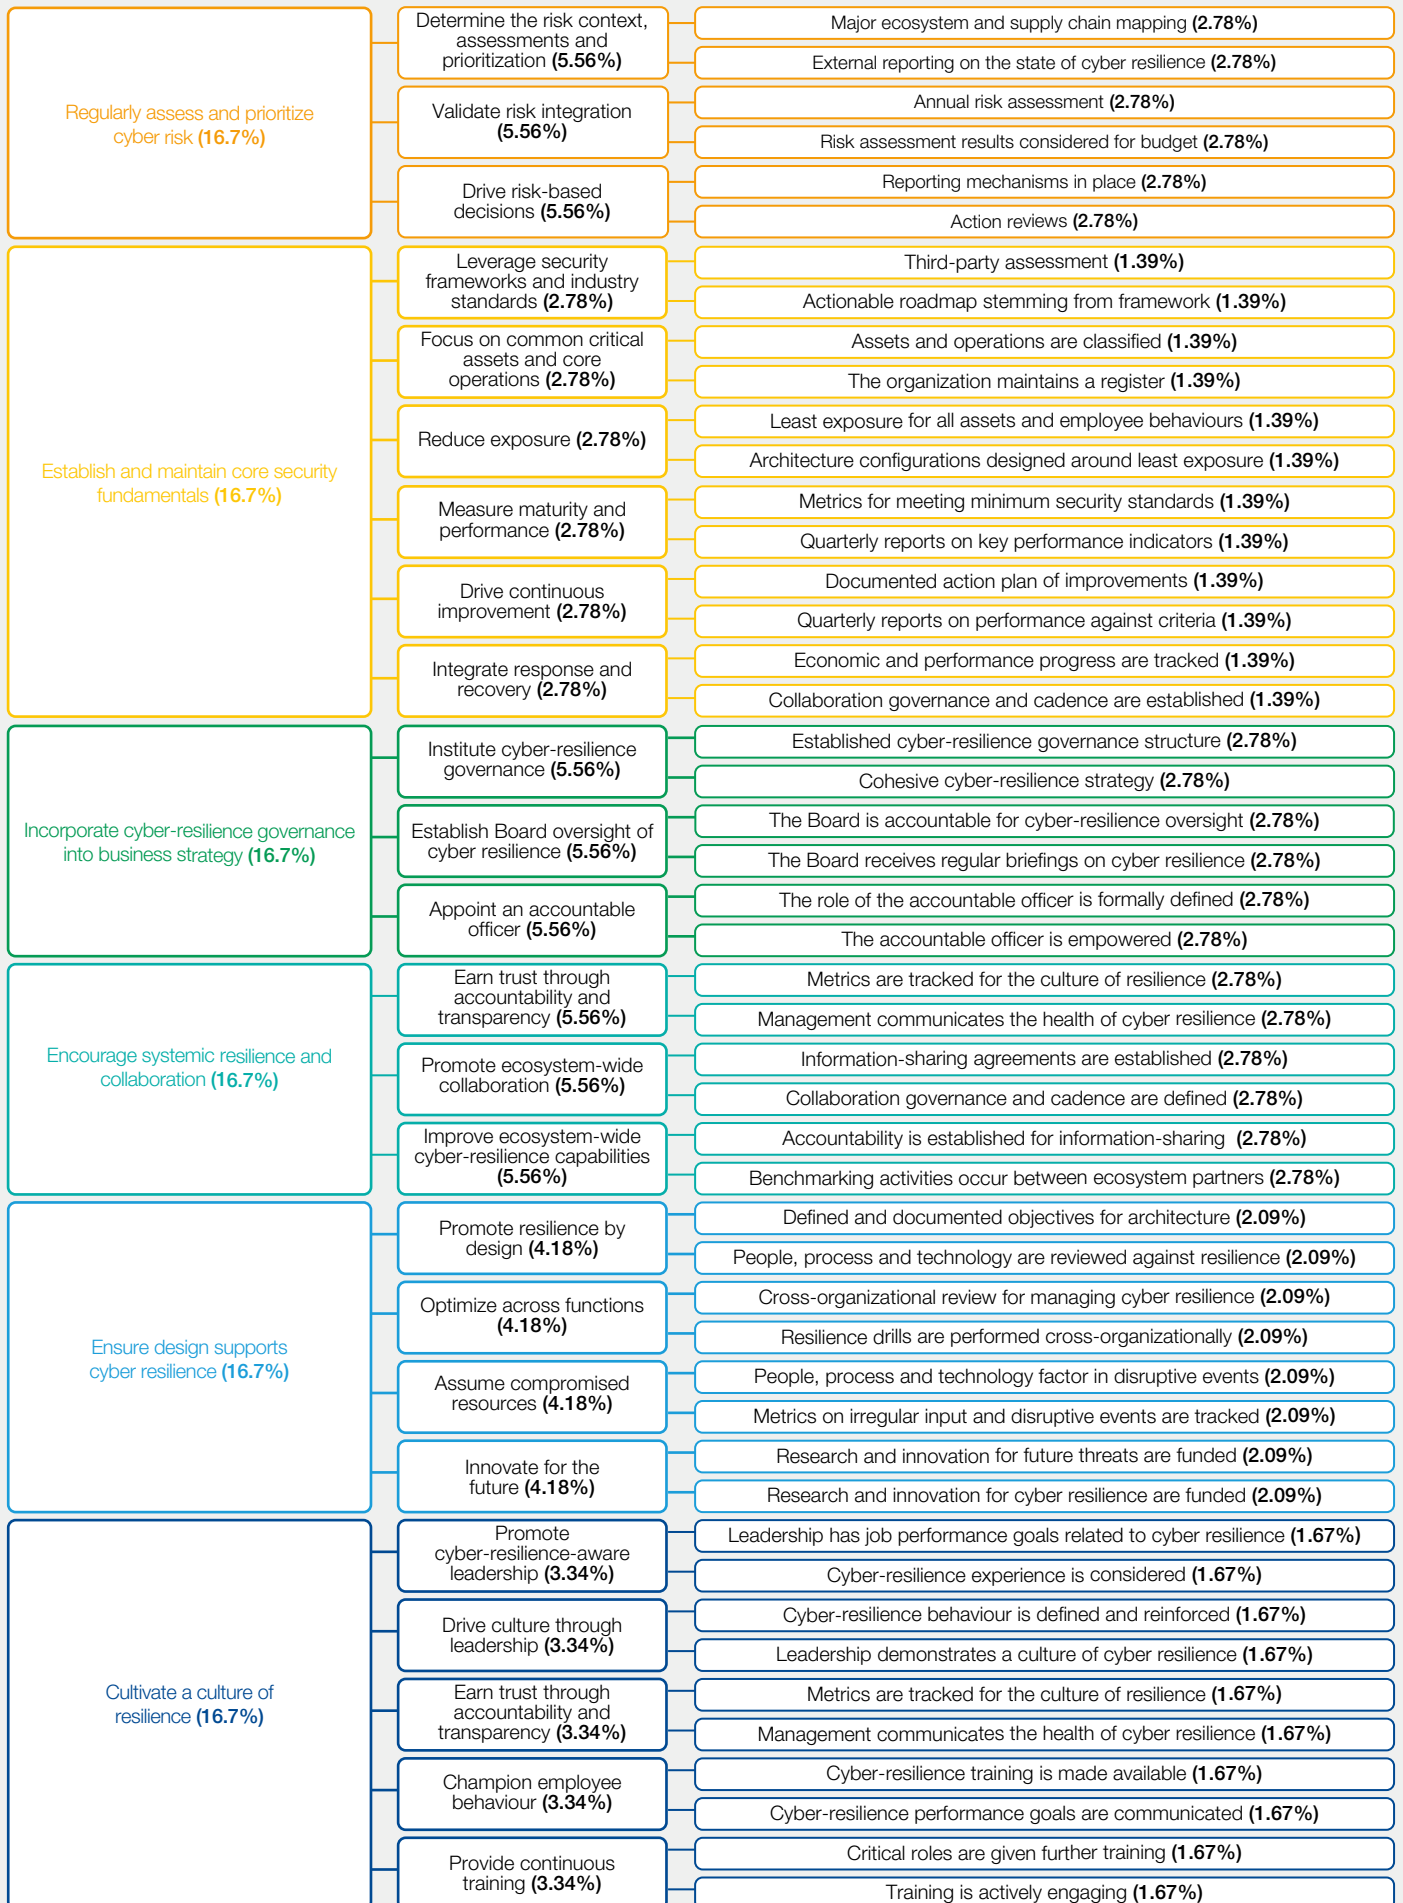 Regularly assess and prioritize
cyber risk (16.7%)
Determine the risk context,
assessments and
prioritization (5.56%)
Major ecosystem and supply chain mapping (2.78%)
External reporting on the state of cyber resilience (2.78%)
Validate risk integration
(5.56%)
Annual risk assessment (2.78%)
Risk assessment results considered for budget (2.78%)
Drive risk-based
decisions (5.56%)
Reporting mechanisms in place (2.78%)
Action reviews (2.78%)
Establish and maintain core security
fundamentals (16.7%)
Leverage security
frameworks and industry
standards (2.78%)
Third-party assessment (1.39%)
Actionable roadmap stemming from framework (1.39%)
Focus on common critical
assets and core
operations (2.78%)
Assets and operations are classified (1.39%)
The organization maintains a register (1.39%)
Reduce exposure (2.78%)
Least exposure for all assets and employee behaviours (1.39%)
Architecture configurations designed around least exposure (1.39%)
Measure maturity and
performance (2.78%)
Metrics for meeting minimum security standards (1.39%)
Quarterly reports on key performance indicators (1.39%)
Drive continuous
improvement (2.78%)
Documented action plan of improvements (1.39%)
Quarterly reports on performance against criteria (1.39%)
Integrate response and
recovery (2.78%)
Economic and performance progress are tracked (1.39%)
Collaboration governance and cadence are established (1.39%)
Incorporate cyber-resilience governance
into business strategy (16.7%)
Institute cyber-resilience
governance (5.56%)
Established cyber-resilience governance structure (2.78%)
Cohesive cyber-resilience strategy (2.78%)
Establish Board oversight of
cyber resilience (5.56%)
The Board is accountable for cyber-resilience oversight (2.78%)
The Board receives regular briefings on cyber resilience (2.78%)
Appoint an accountable
officer (5.56%)
The role of the accountable officer is formally defined (2.78%)
The accountable officer is empowered (2.78%)
Encourage systemic resilience and
collaboration (16.7%)
Earn trust through
accountability and
transparency (5.56%)
Metrics are tracked for the culture of resilience (2.78%)
Management communicates the health of cyber resilience (2.78%)
Promote ecosystem-wide
collaboration (5.56%)
Information-sharing agreements are established (2.78%)
Collaboration governance and cadence are defined (2.78%)
Improve ecosystem-wide
cyber-resilience capabilities
(5.56%)
Accountability is established for information-sharing (2.78%)
Benchmarking activities occur between ecosystem partners (2.78%)
Ensure design supports
cyber resilience (16.7%)
Promote resilience by
design (4.18%)
Defined and documented objectives for architecture (2.09%)
People, process and technology are reviewed against resilience (2.09%)
Optimize across functions
(4.18%)
Cross-organizational review for managing cyber resilience (2.09%)
Resilience drills are performed cross-organizationally (2.09%)
Assume compromised
resources (4.18%)
People, process and technology factor in disruptive events (2.09%)
Metrics on irregular input and disruptive events are tracked (2.09%)
Innovate for the
future (4.18%)
Research and innovation for future threats are funded (2.09%)
Research and innovation for cyber resilience are funded (2.09%)
Cultivate a culture of
resilience (16.7%)
Promote
cyber-resilience-aware
leadership (3.34%)
Leadership has job performance goals related to cyber resilience (1.67%)
Cyber-resilience experience is considered (1.67%)
Drive culture through
leadership (3.34%)
Cyber-resilience behaviour is defined and reinforced (1.67%)
Leadership demonstrates a culture of cyber resilience (1.67%)
Earn trust through
accountability and
transparency (3.34%)
Metrics are tracked for the culture of resilience (1.67%)
Management communicates the health of cyber resilience (1.67%)
Champion employee
behaviour (3.34%)
Cyber-resilience training is made available (1.67%)
Cyber-resilience performance goals are communicated (1.67%)
Provide continuous
training (3.34%)
Critical roles are given further training (1.67%)
Training is actively engaging (1.67%)